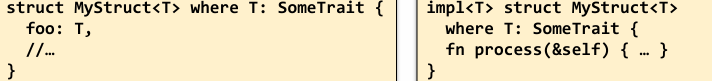 struct MyStruct<T> where T: SomeTrait {
  foo: T,
  //…
}
impl<T> struct MyStruct<T>
  where T: SomeTrait {
  fn process(&self) { … }
}